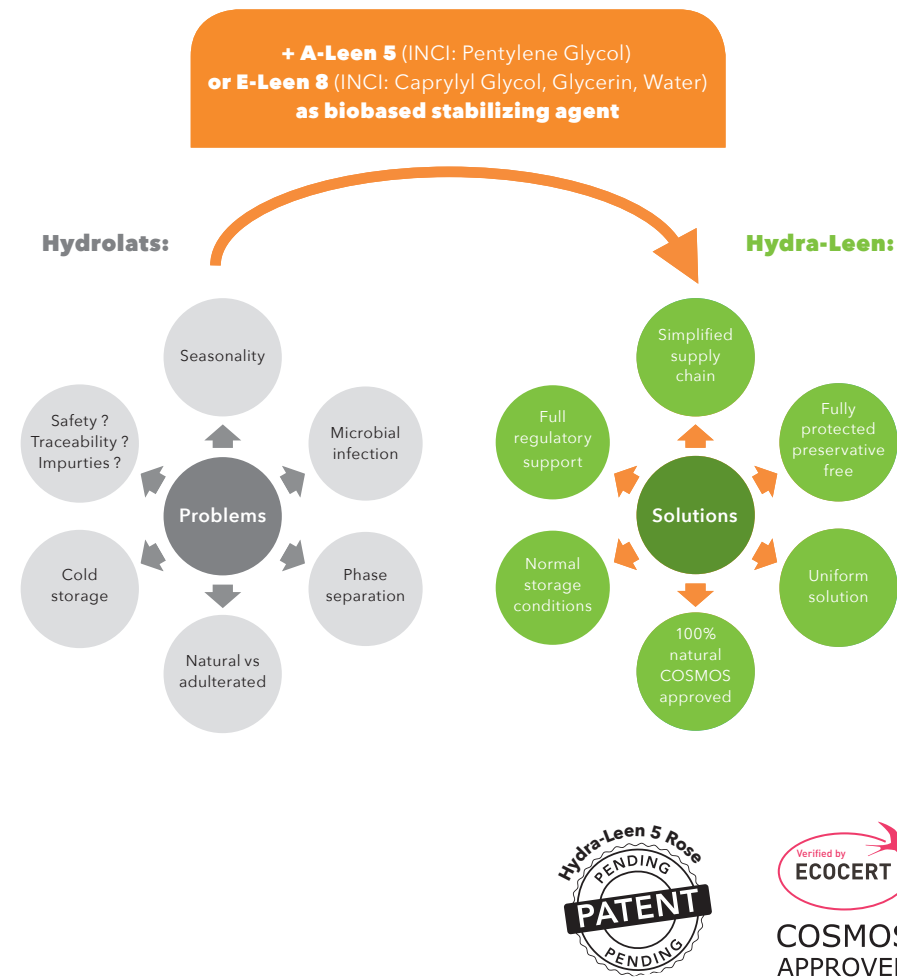 + A-Leen 5 (INCI: Pentylene Glycol)
or E-Leen 8 (INCI: Caprylyl Glycol, Glycerin, Water)
as biobased stabilizing agent
Hydrolats:
Seasonality
Safety ?
Traceability ?
Impurties ?
Microbial
infection
Problems
Cold
storage
Phase
separation
Natural vs
adulterated
Hydra-Leen:
Simplified
supply
chain
Full
regulatory
support
Fully
protected
preservative
free
Solutions
Normal
storage
conditions
Uniform
solution
100%
natural
COSMOS
approved
Hydra-Leen 5 Rose
PENDING
PATENT
PENDING
Verified by
ECOCERT
COSMOS
APPROVED